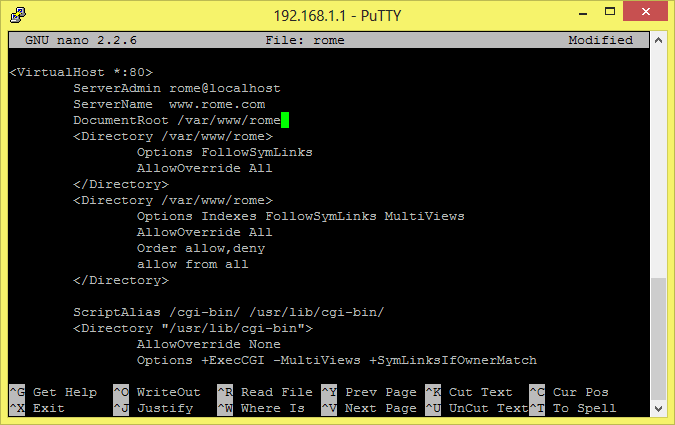 192.168.1.1 - PuTTY
GNU nano 2.2.6 File: rome Modified
<VirtualHost *:80>
ServerAdmin rome@localhost
ServerName www.rome.com
DocumentRoot /var/www/rome
<Directory /var/www/rome>
Options FollowSymLinks
AllowOverride All
</Directory>
<Directory /var/www/rome>
Options Indexes FollowSymLinks MultiViews
AllowOverride All
Order allow,deny
allow from all
</Directory>
ScriptAlias /cgi-bin/ /usr/lib/cgi-bin/
<Directory "/usr/lib/cgi-bin">
AllowOverride None
Options +ExecCGI -MultiViews +SymLinksIfOwnerMatch
^G Get Help ^O WriteOut ^R Read File ^Y Prev Page ^K Cut Text ^C Cur Pos
^X Exit ^J Justify ^W Where Is ^V Next Page ^U UnCut Text^T To Spell